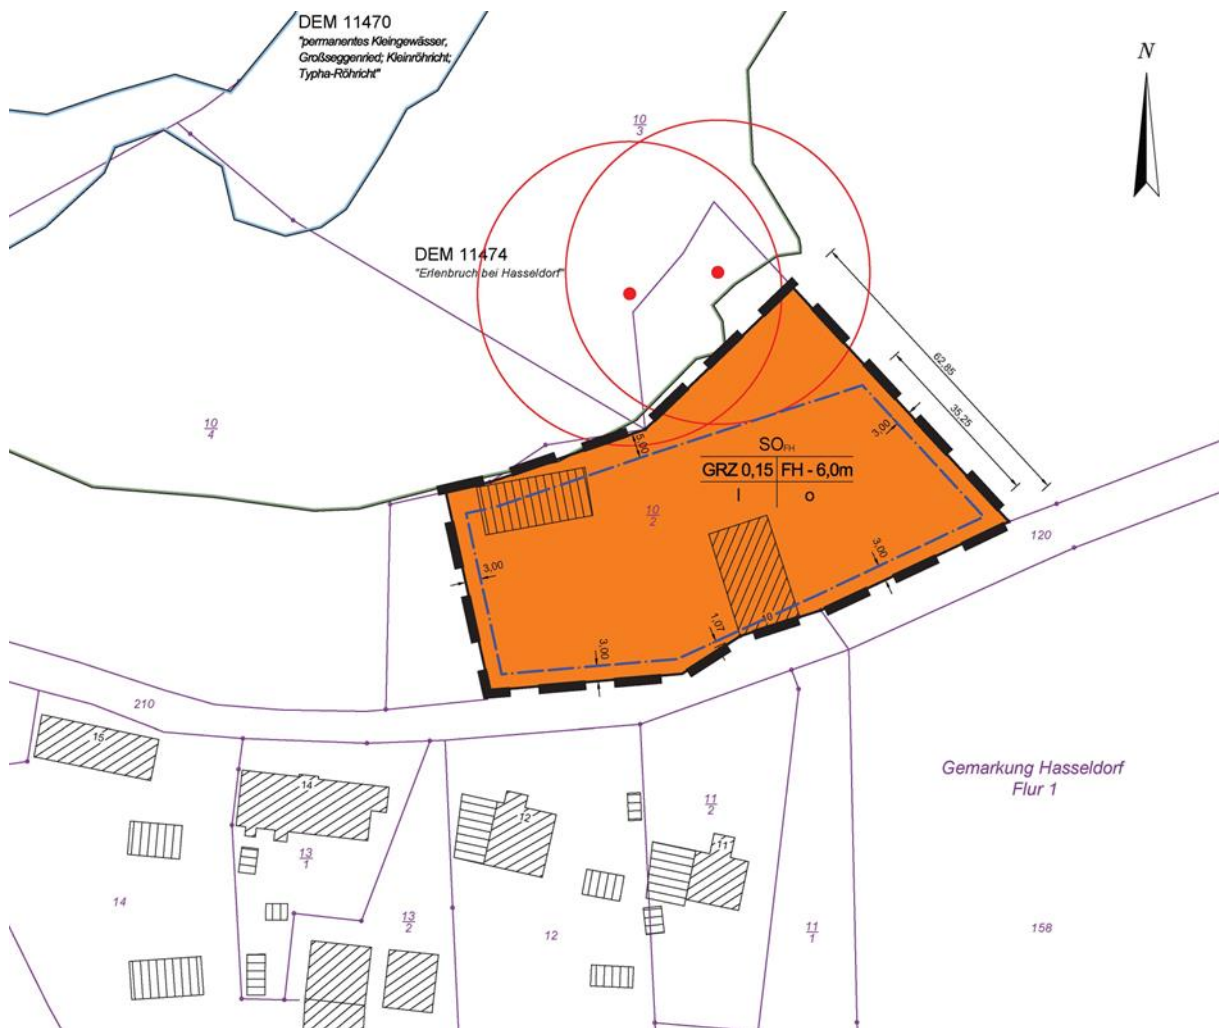 DEM 11470
"permanentes Kleingewässer,
Großseggenried; Kleinröhricht;
Typha-Röhricht"
N
10
3
DEM 11474
"Erlenbruch bei Hasseldorf"
62,85
35,25
10
4
5,00
3,00
SOFH
GRZ 0,15 FH - 6,0m
I o
10
2
120
3,00
3,00
1,07
10
3,00
210
15
Gemarkung Hasseldorf
Flur 1
14
11
2
12
11
13
1
14
13
2
12
11
1
158